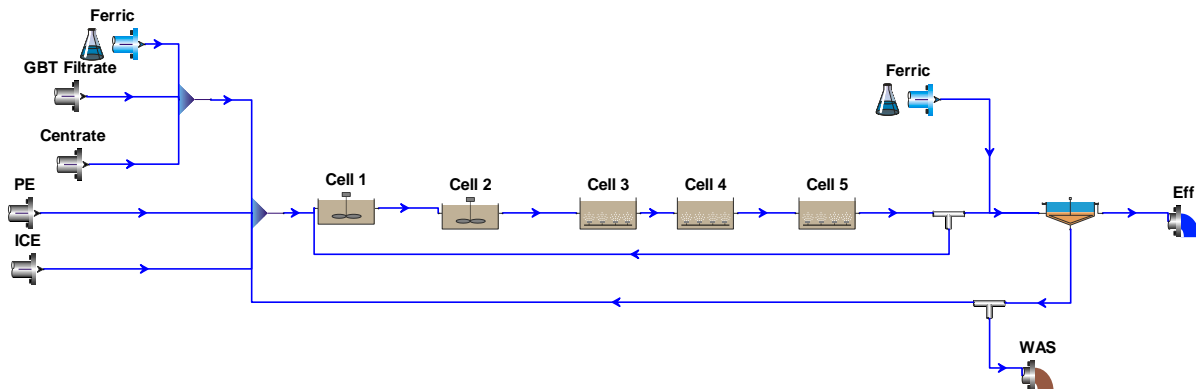 Ferric
GBT Filtrate
Centrate
PE
ICE
Cell 1
Cell 2
Cell 3
Cell 4
Cell 5
Ferric
Eff
WAS